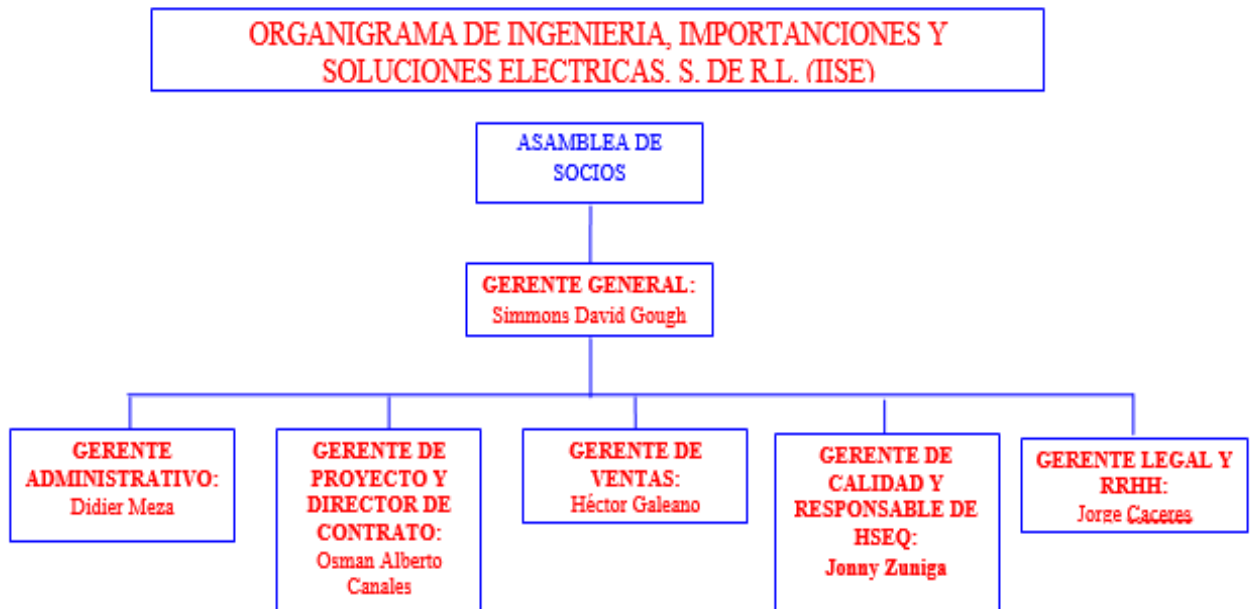 ORGANIGRAMA DE INGENIERIA, IMPORTANCIONES Y
SOLUCIONES ELECTRICAS. S. DE R.L. (IISE)
ASAMBLEA DE
SOCIOS
GERENTE GENERAL:
Simmons David Gough
GERENTE
ADMINISTRATIVO:
Didier Meza
GERENTE DE
PROYECTO Y
DIRECTOR DE
CONTRATO:
Osman Alberto
Canales
GERENTE DE
VENTAS:
Héctor Galeano
GERENTE DE
CALIDAD Y
RESPONSABLE DE
HSEQ:
Jonny Zuniga
GERENTE LEGAL Y
RRHH:
Jorge Caceres